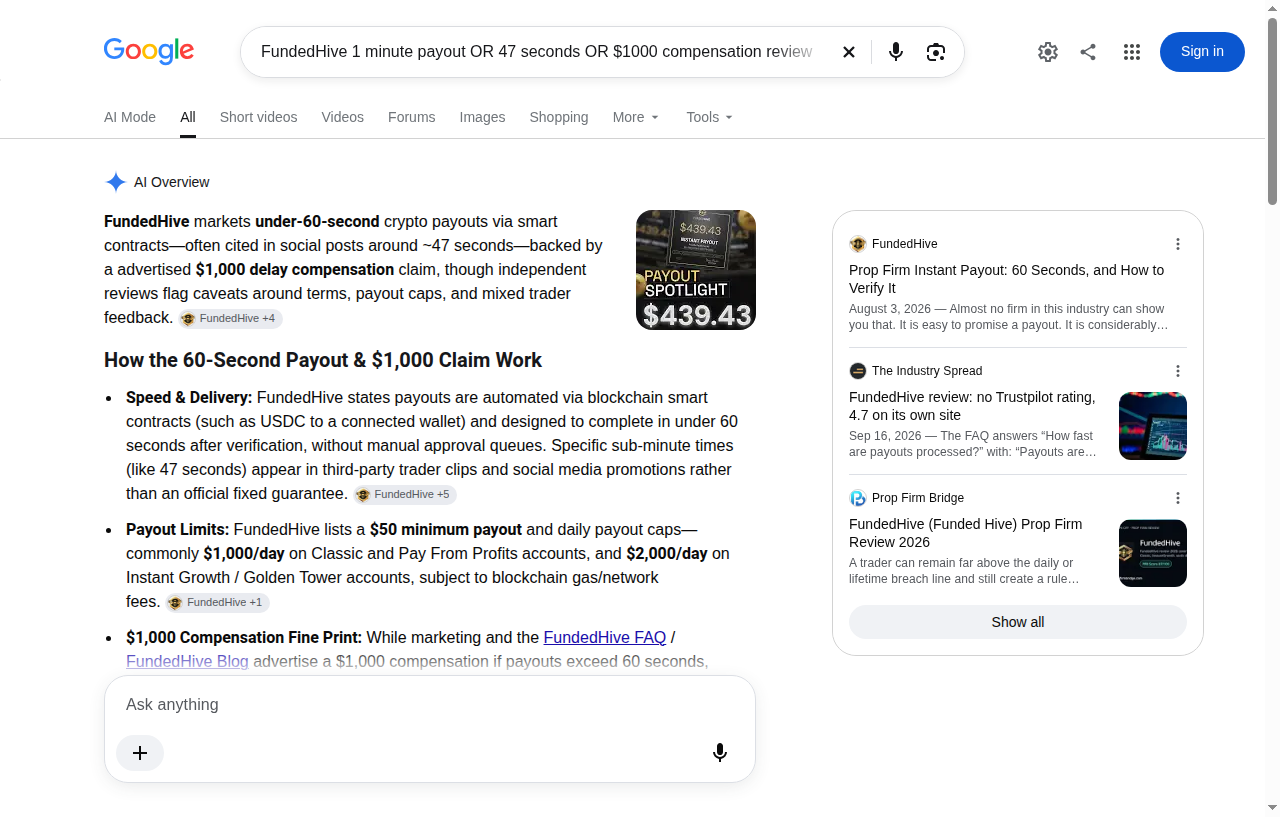 Google
FundedHive 1 minute payout OR 47 seconds OR $1000 compensation review
Sign in
AI Mode
All
Short videos
Videos
Forums
Images
Shopping
More
Tools
AI Overview
FundedHive markets under-60-second crypto payouts via smart
contracts—often cited in social posts around ~47 seconds—backed by
a advertised $1,000 delay compensation claim, though independent
reviews flag caveats around terms, payout caps, and mixed trader
feedback. FundedHive +4
$439.43
INSTANT PAYOUT
PAYOUT
SPOTLIGHT
$439.43
How the 60-Second Payout & $1,000 Claim Work
Speed & Delivery: FundedHive states payouts are automated via blockchain smart
contracts (such as USDC to a connected wallet) and designed to complete in under 60
seconds after verification, without manual approval queues. Specific sub-minute times
(like 47 seconds) appear in third-party trader clips and social media promotions rather
than an official fixed guarantee. FundedHive +5
Payout Limits: FundedHive lists a $50 minimum payout and daily payout caps—
commonly $1,000/day on Classic and Pay From Profits accounts, and $2,000/day on
Instant Growth / Golden Tower accounts, subject to blockchain gas/network
fees. FundedHive +1
$1,000 Compensation Fine Print: While marketing and the FundedHive FAQ /
FundedHive Blog advertise a $1,000 compensation if payouts exceed 60 seconds,
Ask anything
FundedHive
Prop Firm Instant Payout: 60 Seconds, and How to
Verify It
August 3, 2026 — Almost no firm in this industry can show
you that. It is easy to promise a payout. It is considerably…
The Industry Spread
FundedHive review: no Trustpilot rating,
4.7 on its own site
Sep 16, 2026 — The FAQ answers “How fast
are payouts processed?” with: “Payouts are…
Prop Firm Bridge
FundedHive (Funded Hive) Prop Firm
Review 2026
A trader can remain far above the daily or
lifetime breach line and still create a rule…
FundedHive
Show all